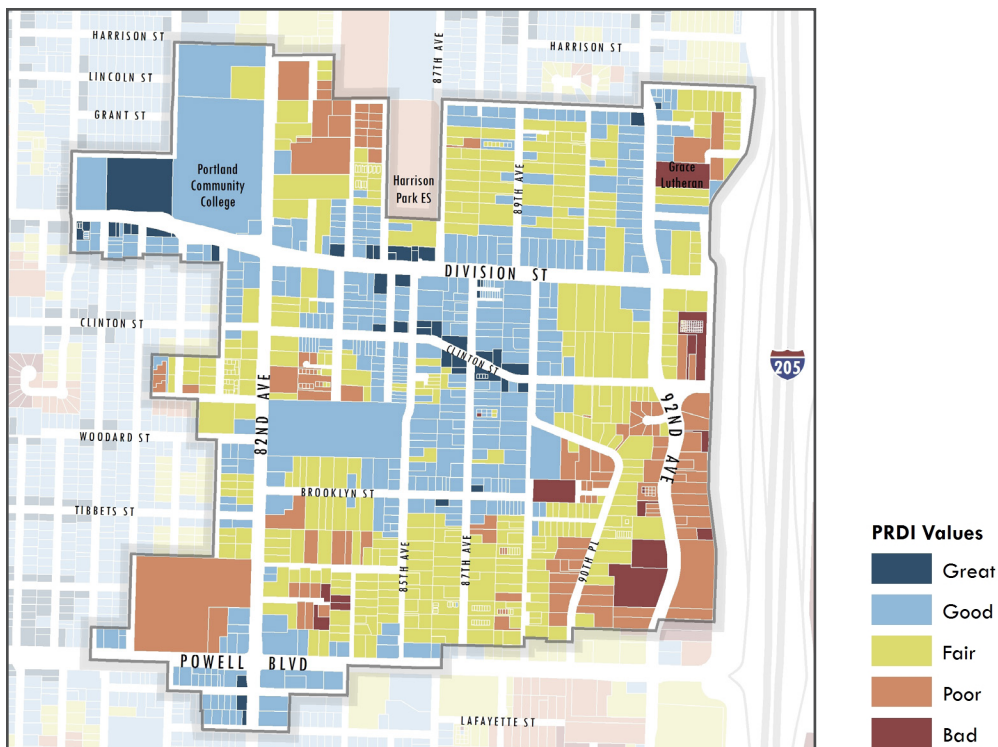 HARRISON ST
87TH AVE
HARRISON ST
LINCOLN ST
GRANT ST
Portland
Community
College
Harrison
Park ES
89TH AVE
Grace
Lutheran
DIVISION ST
CLINTON ST
CLINTON ST
205
82ND AVE
92ND AVE
WOODARD ST
BROOKLYN ST
TIBBETS ST
85TH AVE
87TH AVE
90TH PL
POWELL BLVD
LAFAYETTE ST
PRDI Values
Great
Good
Fair
Poor
Bad